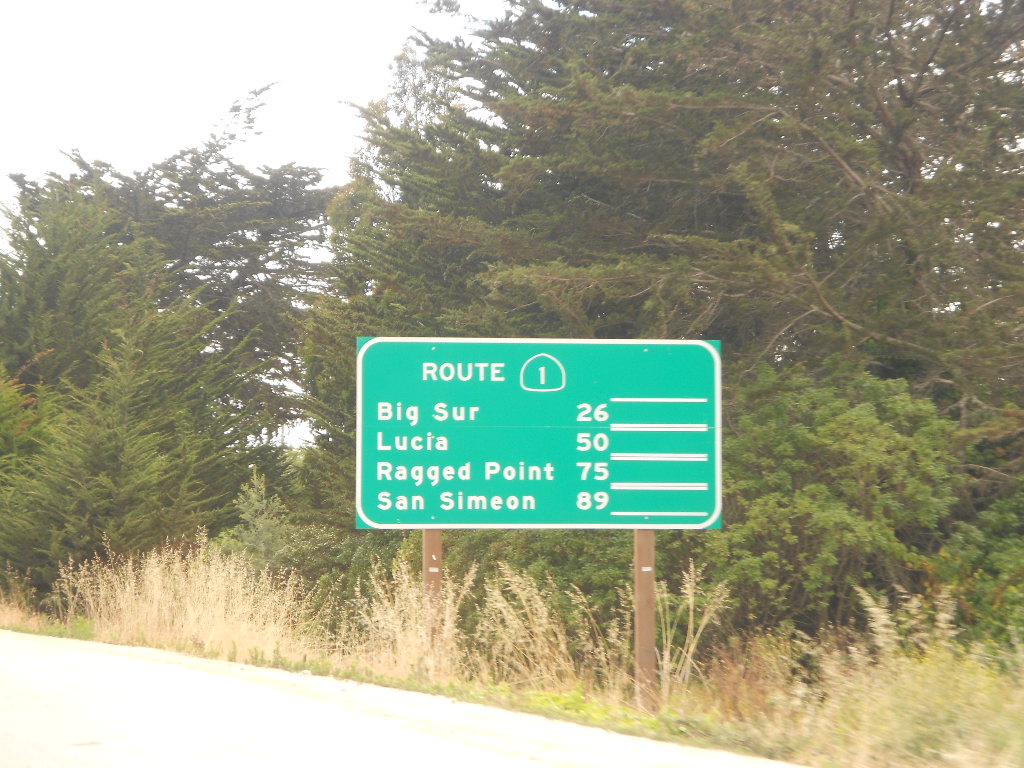 ROUTE 1
Big Sur 26
Lucia 50
Ragged Point 75
San Simeon 89